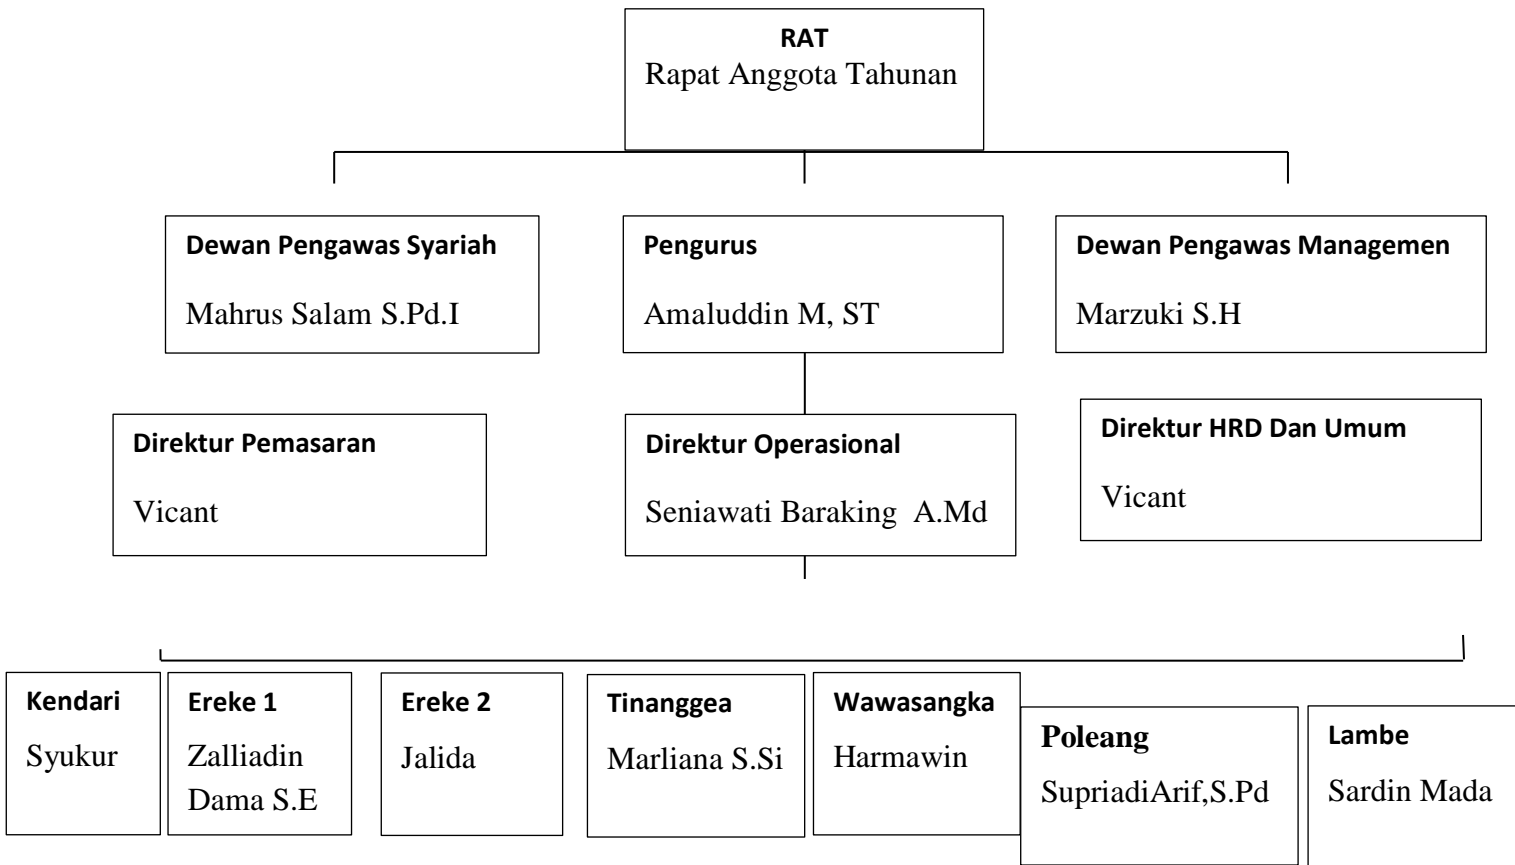 RAT
Rapat Anggota Tahunan
Dewan Pengawas Syariah
Mahrus Salam S.Pd.I
Pengurus
Amaluddin M, ST
Dewan Pengawas Managemen
Marzuki S.H
Direktur Pemasaran
Vicant
Direktur Operasional
Seniawati Baraking  A.Md
Direktur HRD Dan Umum
Vicant
Kendari
Syukur
Ereke 1
Zalliadin
Dama S.E
Ereke 2
Jalida
Tinanggea
Marliana S.Si
Wawasangka
Harmawin
Poleang
SupriadiArif,S.Pd
Lambe
Sardin Mada